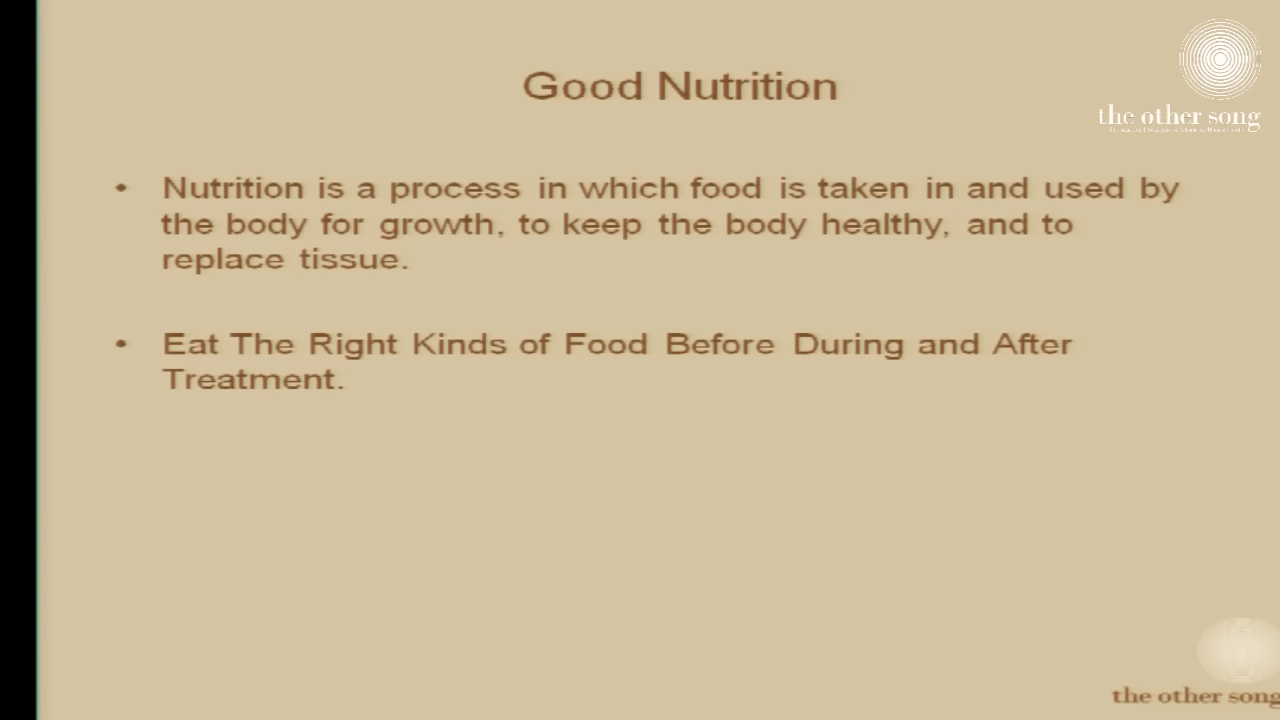 Good Nutrition
the other song
• Nutrition is a process in which food is taken in and used by
the body for growth, to keep the body healthy, and to
replace tissue.
• Eat The Right Kinds of Food Before During and After
Treatment.
the other song